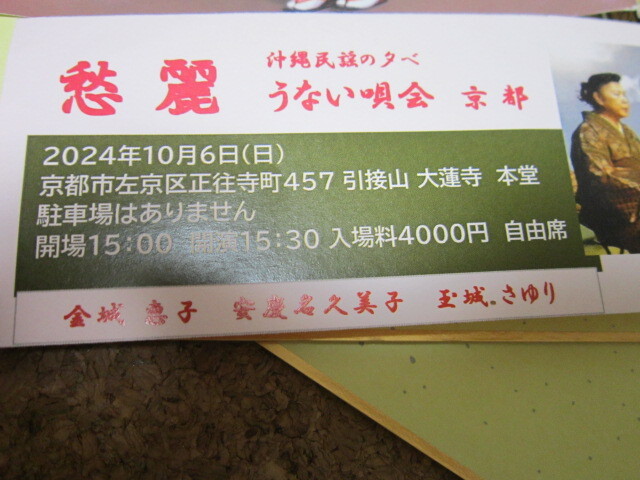 愁麗
沖縄民謡の夕べ
うない唄会 京都
2024年10月6日(日)
京都市左京区正往寺町457 引接山 大蓮寺 本堂
駐車場はありません
開場15:00 開演15:30 入場料4000円 自由席
金城 恵子 安慶名久美子 玉城.さゆり